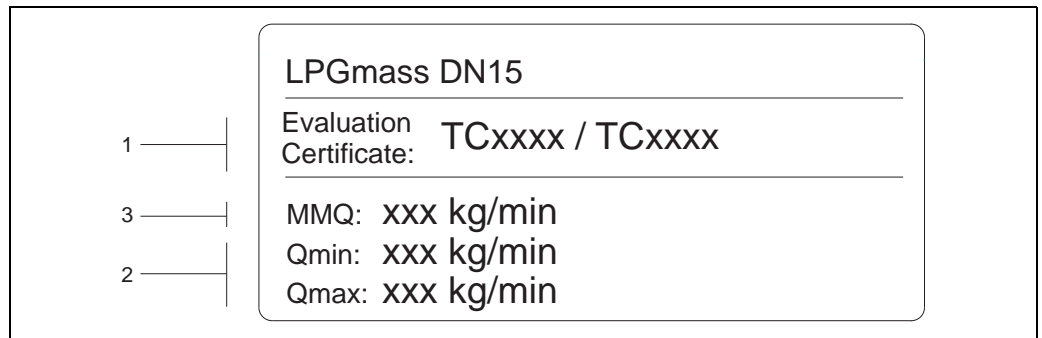 LPGmass DN15
1
Evaluation
Certificate:
TCxxxx / TCxxxx
3
MMQ: xxx kg/min
2
Qmin: xxx kg/min
Qmax: xxx kg/min